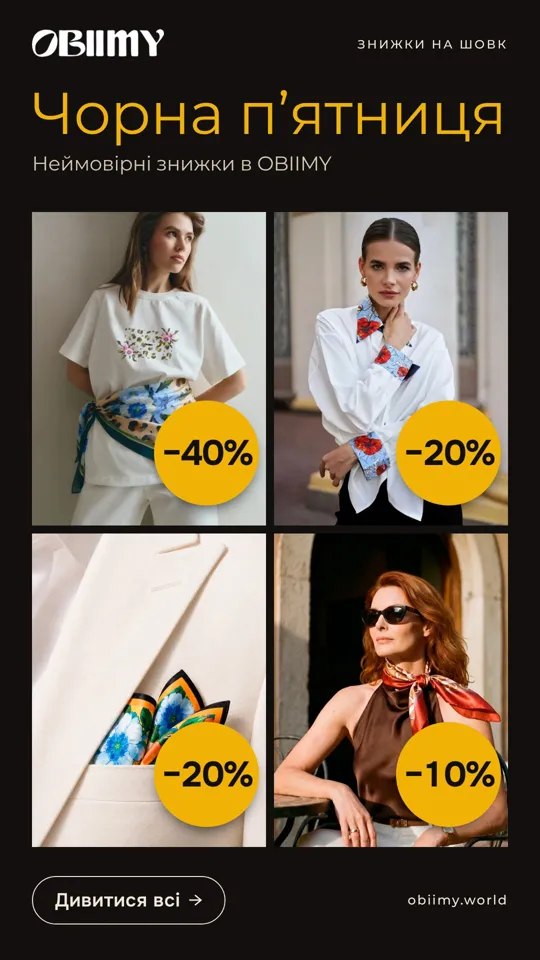 OBIIMY
ЗНИЖКИ НА ШОВК
Чорна п’ятниця
Неймовірні знижки в OBIIMY
-40%
-20%
-20%
-10%
Дивитися всі →
obiimy.world